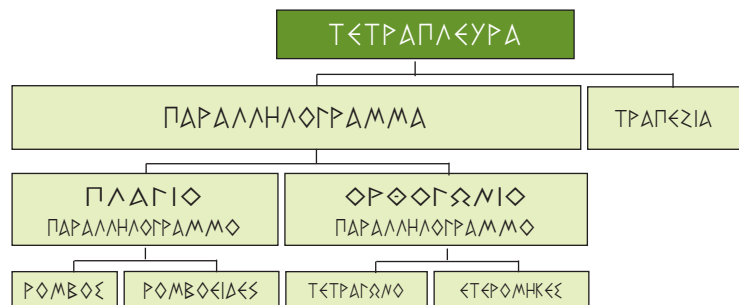 ΤΕΤΡΑΠΛΕΥΡΑ
ΠΑΡΑΛΛΗΛΟΓΡΑΜΜΑ
ΤΡΑΠΕΖΙΑ
ΠΛΑΓΙΟ
ΠΑΡΑΛΛΗΛΟΓΡΑΜΜΟ
ΟΡΘΟΓΩΝΙΟ
ΠΑΡΑΛΛΗΛΟΓΡΑΜΜΟ
ΡΟΜΒΟΣ
ΡΟΜΒΟΕΙΔΕΣ
ΤΕΤΡΑΓΩΝΟ
ΕΤΕΡΟΜΗΚΕΣ